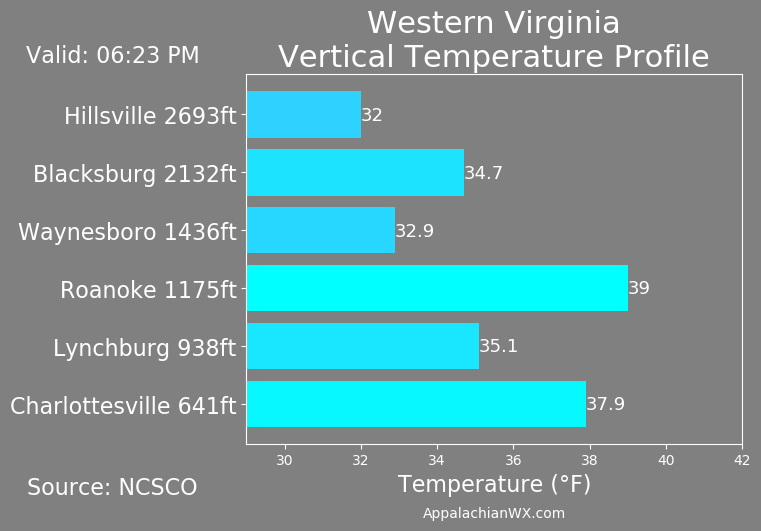 Western Virginia
Vertical Temperature Profile
Valid: 06:23 PM
Hillsville 2693ft
32
Blacksburg 2132ft
34.7
Waynesboro 1436ft
32.9
Roanoke 1175ft
39
Lynchburg 938ft
35.1
Charlottesville 641ft
37.9
30 32 34 36 38 40 42
Temperature (°F)
Source: NCSCO
AppalachianWX.com